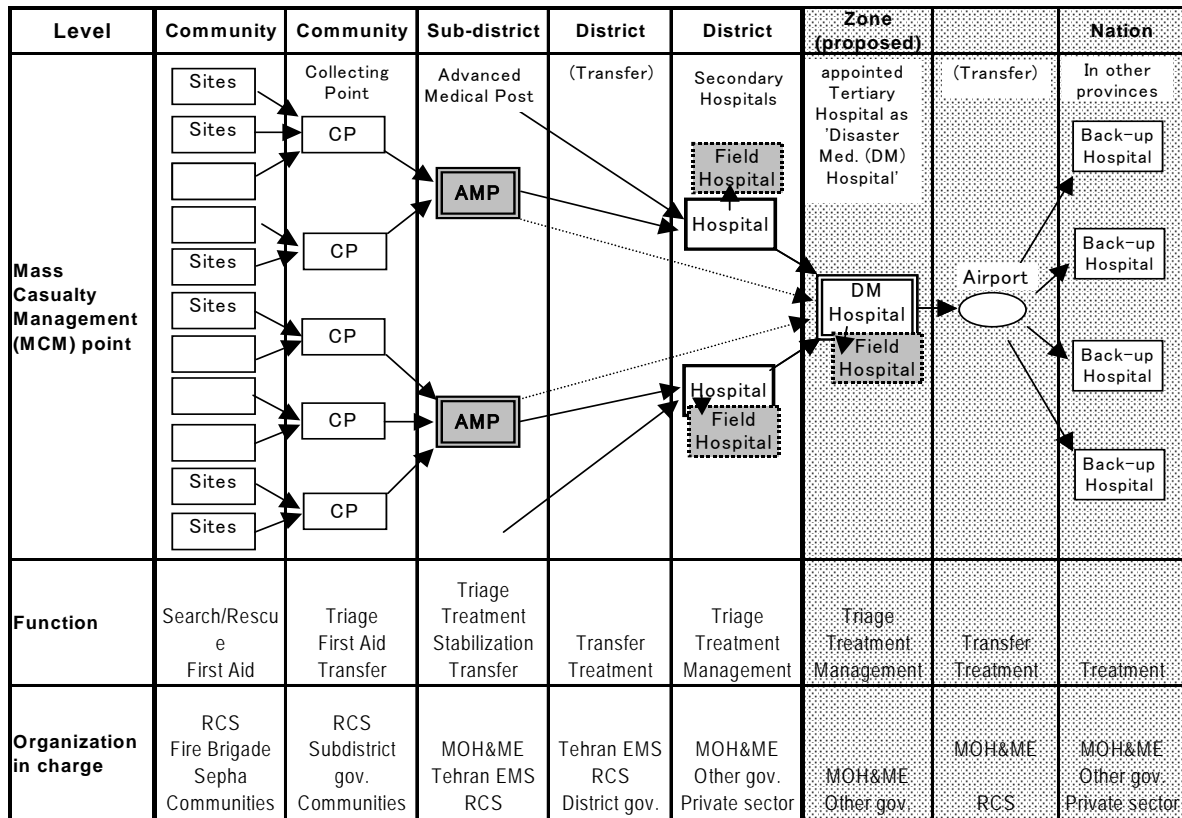 Level
Community
Community
Sub-district
District
District
Zone
(proposed)
Nation
Mass
Casualty
Management
(MCM) point
Sites
Sites
Sites
Sites
Sites
Sites
Collecting
Point
CP
CP
CP
CP
CP
Advanced
Medical Post
AMP
AMP
(Transfer)
Secondary
Hospitals
Field
Hospital
Hospital
Hospital
Field
Hospital
appointed
Tertiary
Hospital as
'Disaster
Med. (DM)
Hospital'
DM
Hospital
Field
Hospital
(Transfer)
Airport
In other
provinces
Back-up
Hospital
Back-up
Hospital
Back-up
Hospital
Back-up
Hospital
Function
Search/Rescu
e
First Aid
Triage
First Aid
Transfer
Triage
Treatment
Stabilization
Transfer
Transfer
Treatment
Triage
Treatment
Management
Triage
Treatment
Management
Transfer
Treatment
Treatment
Organization
in charge
RCS
Fire Brigade
Sepha
Communities
RCS
Subdistrict
gov.
Communities
MOH&ME
Tehran EMS
RCS
Tehran EMS
RCS
District gov.
MOH&ME
Other gov.
Private sector
MOH&ME
Other gov.
MOH&ME
RCS
MOH&ME
Other gov.
Private sector